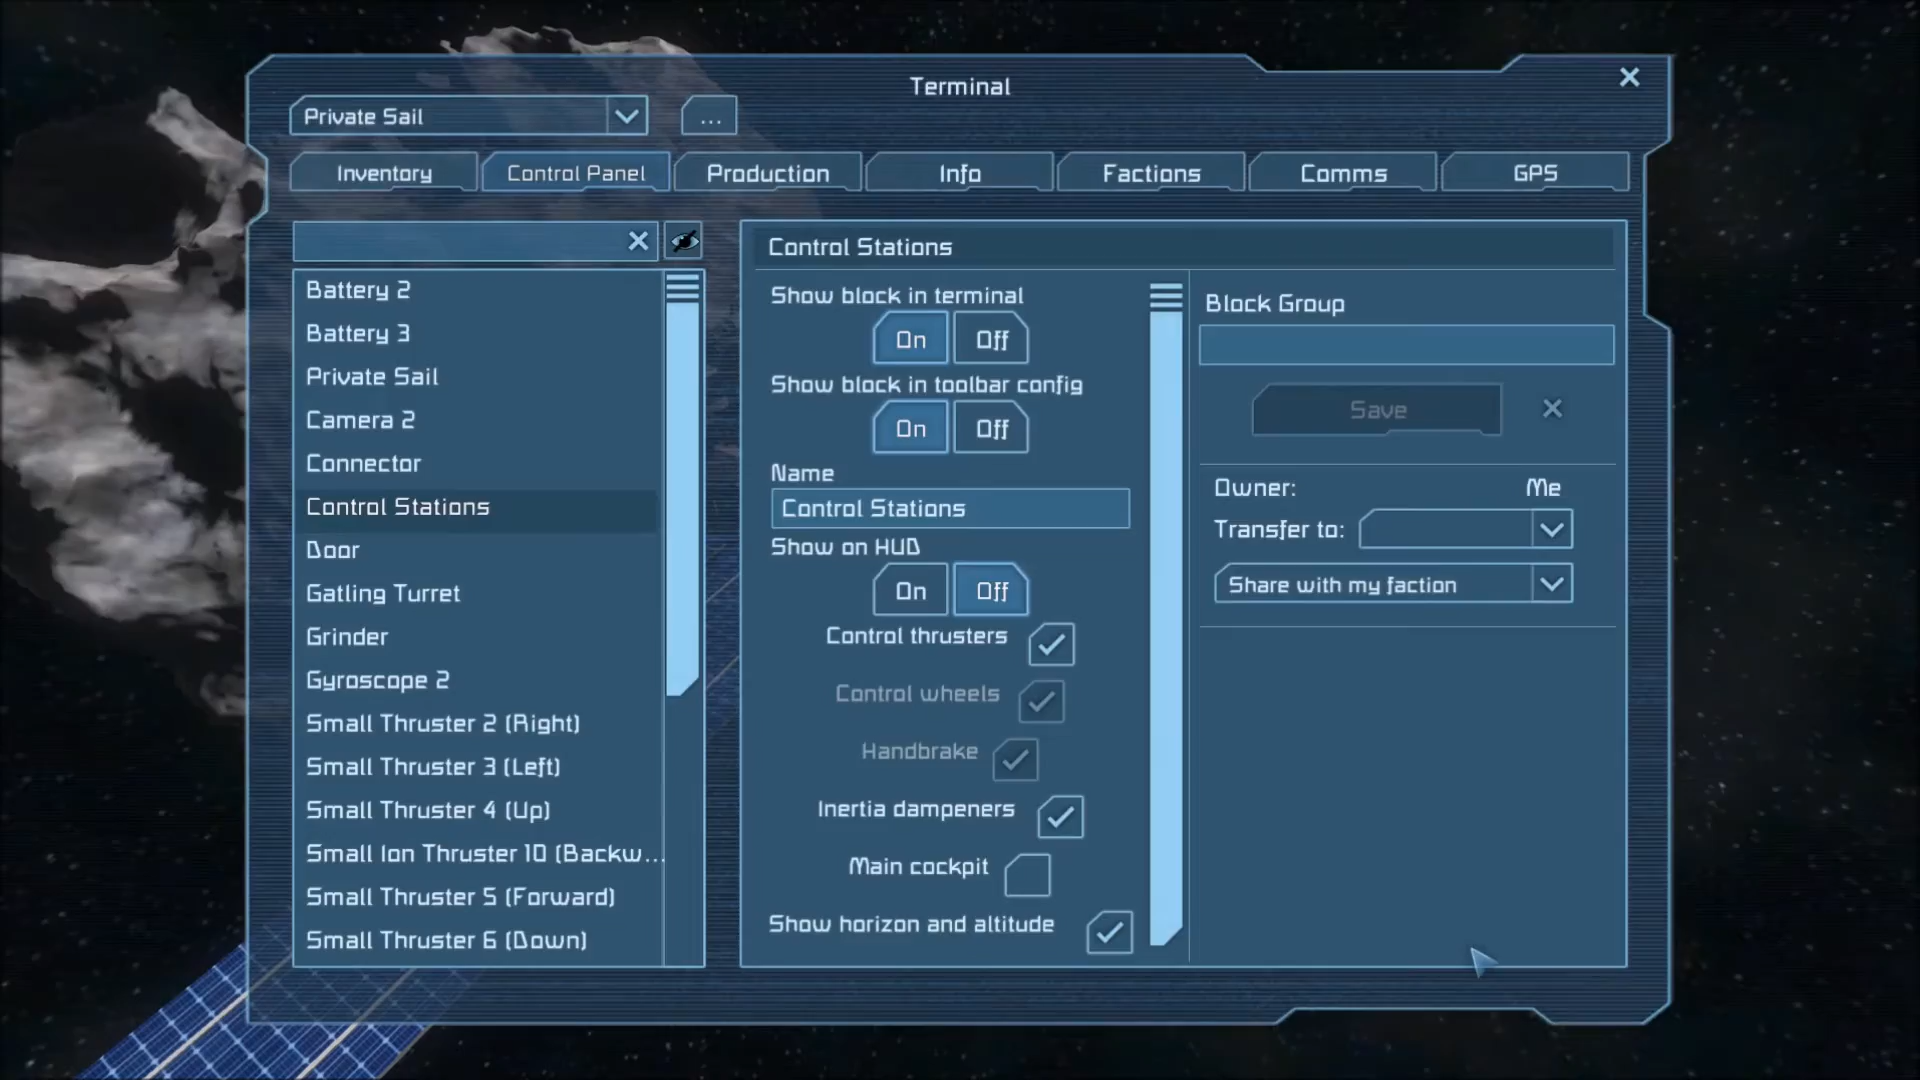 Terminal
Private Sail
...
Inventory
Control Panel
Production
Info
Factions
Comms
GPS
Battery 2
Battery 3
Private Sail
Camera 2
Connector
Control Stations
Door
Gatling Turret
Grinder
Gyroscope 2
Small Thruster 2 (Right)
Small Thruster 3 (Left)
Small Thruster 4 (Up)
Small Ion Thruster 10 (Backw...
Small Thruster 5 (Forward)
Small Thruster 6 (Down)
Control Stations
Show block in terminal
On Off
Show block in toolbar config
On Off
Name
Control Stations
Show on HUD
On Off
Control thrusters
Control wheels
Handbrake
Inertia dampeners
Main cockpit
Show horizon and altitude
Block Group
Save
Owner: Me
Transfer to:
Share with my faction